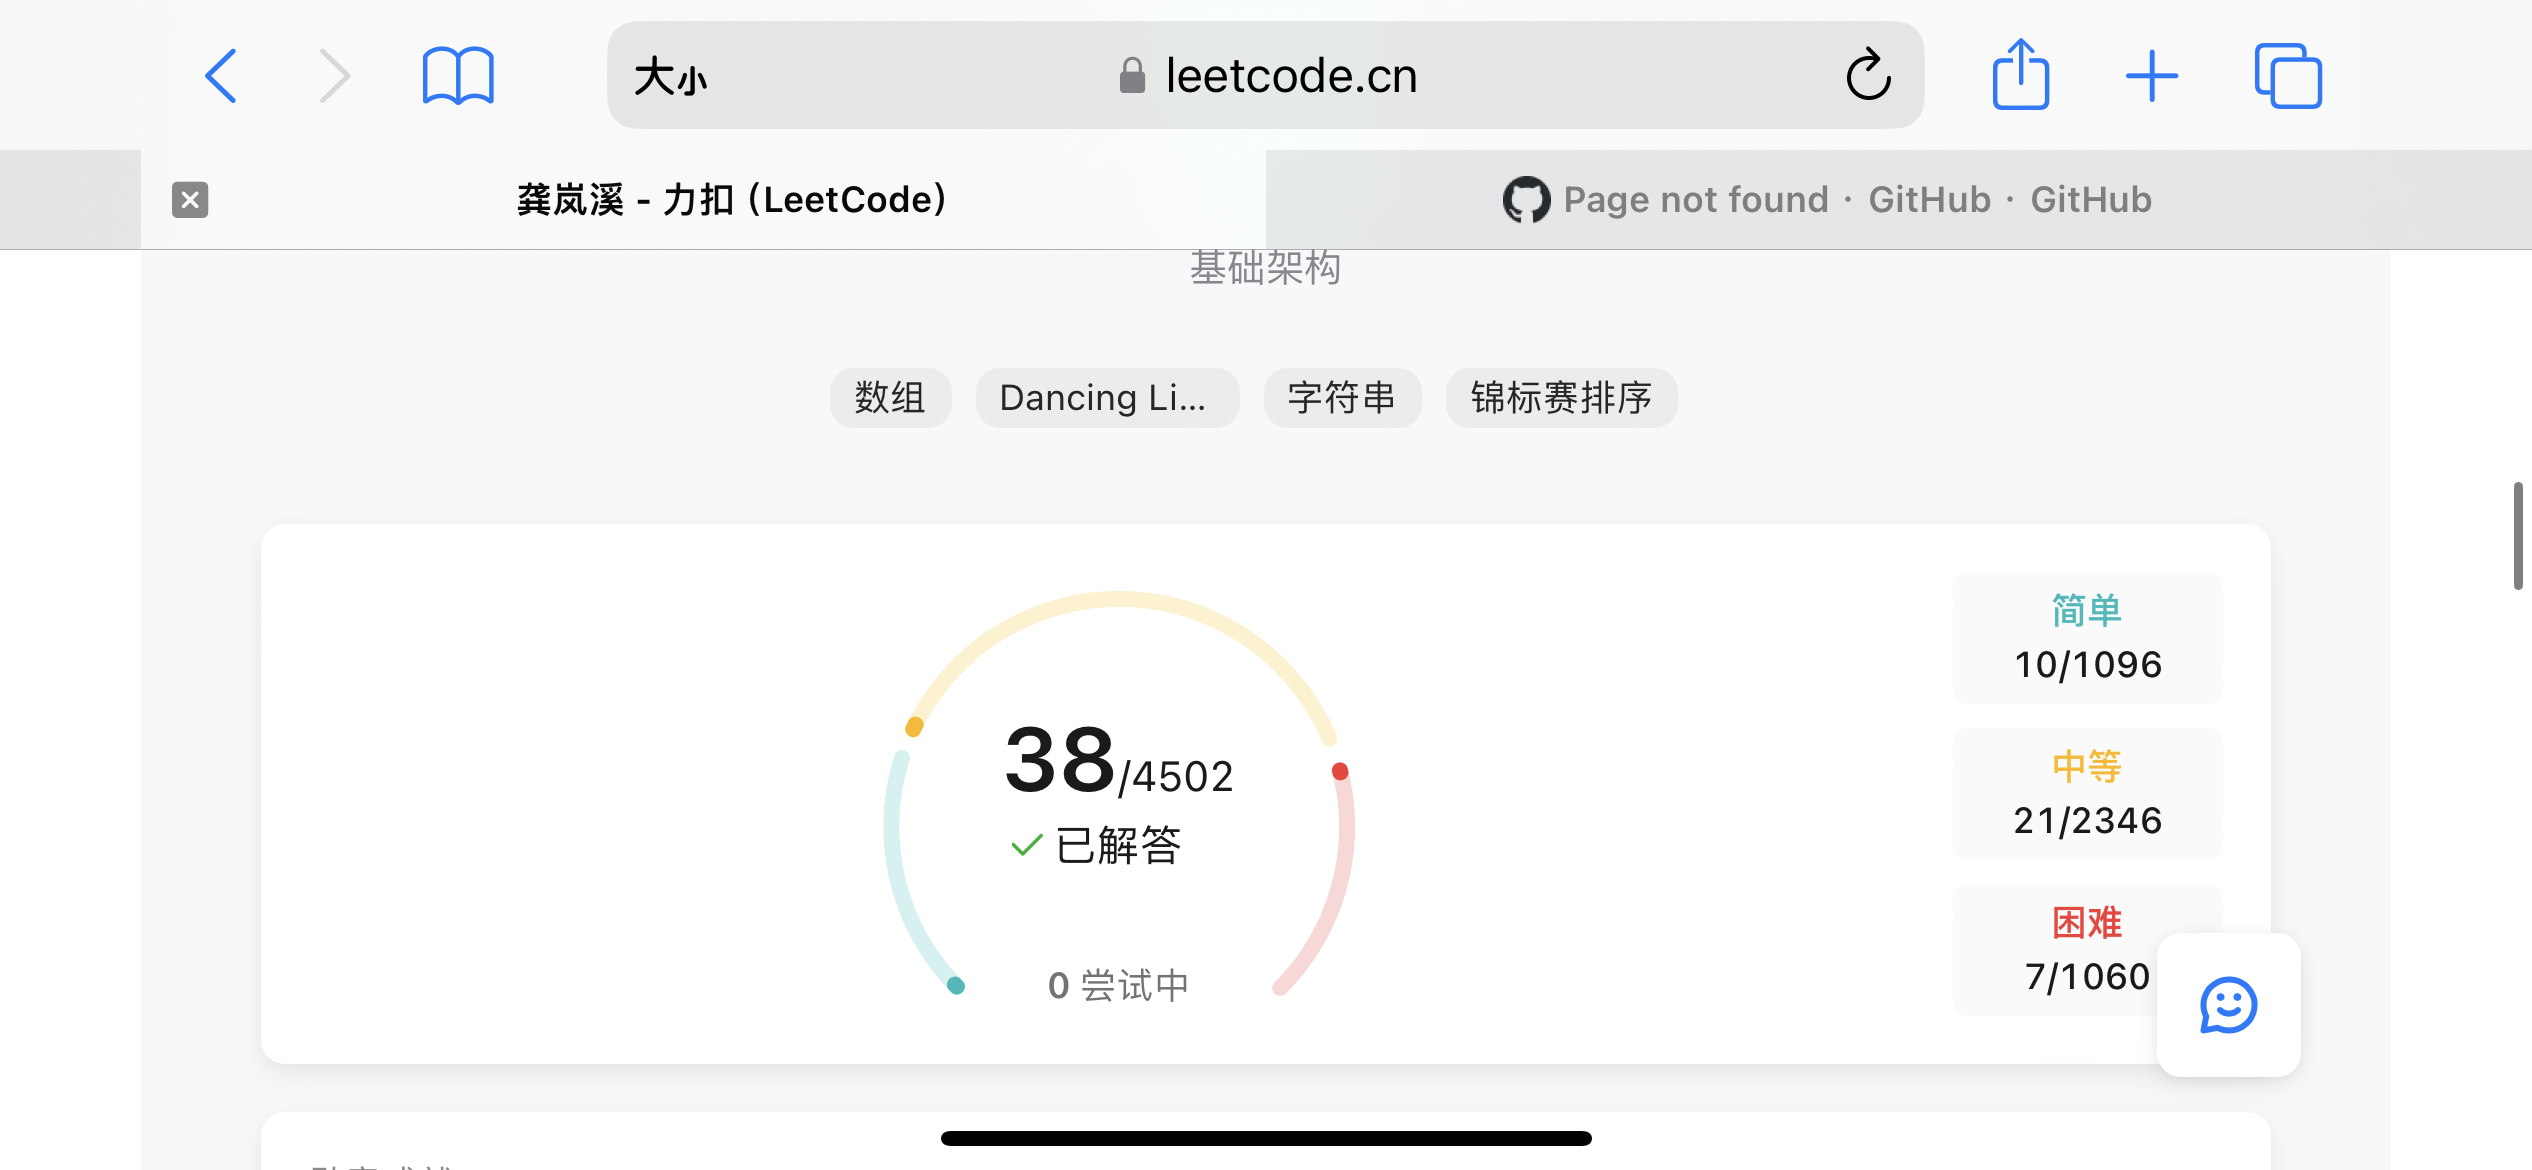 大小
leetcode.cn
龚岚溪 - 力扣 (LeetCode)
Page not found · GitHub · GitHub
基础架构
数组
Dancing Li...
字符串
锦标赛排序
38/4502
已解答
0 尝试中
简单
10/1096
中等
21/2346
困难
7/1060